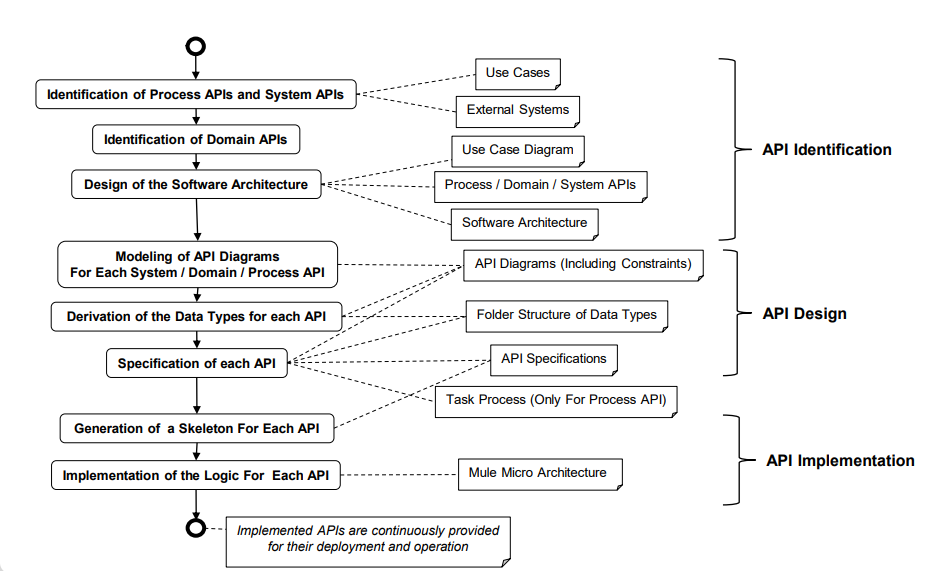 Identification of Process APIs and System APIs
Use Cases
External Systems
Identification of Domain APIs
Use Case Diagram
Design of the Software Architecture
Process / Domain / System APIs
Software Architecture
API Identification
Modeling of API Diagrams
For Each System / Domain / Process API
API Diagrams (Including Constraints)
Derivation of the Data Types for each API
Folder Structure of Data Types
Specification of each API
API Specifications
Task Process (Only For Process API)
API Design
Generation of a Skeleton For Each API
Implementation of the Logic For Each API
Mule Micro Architecture
API Implementation
Implemented APIs are continuously provided
for their deployment and operation